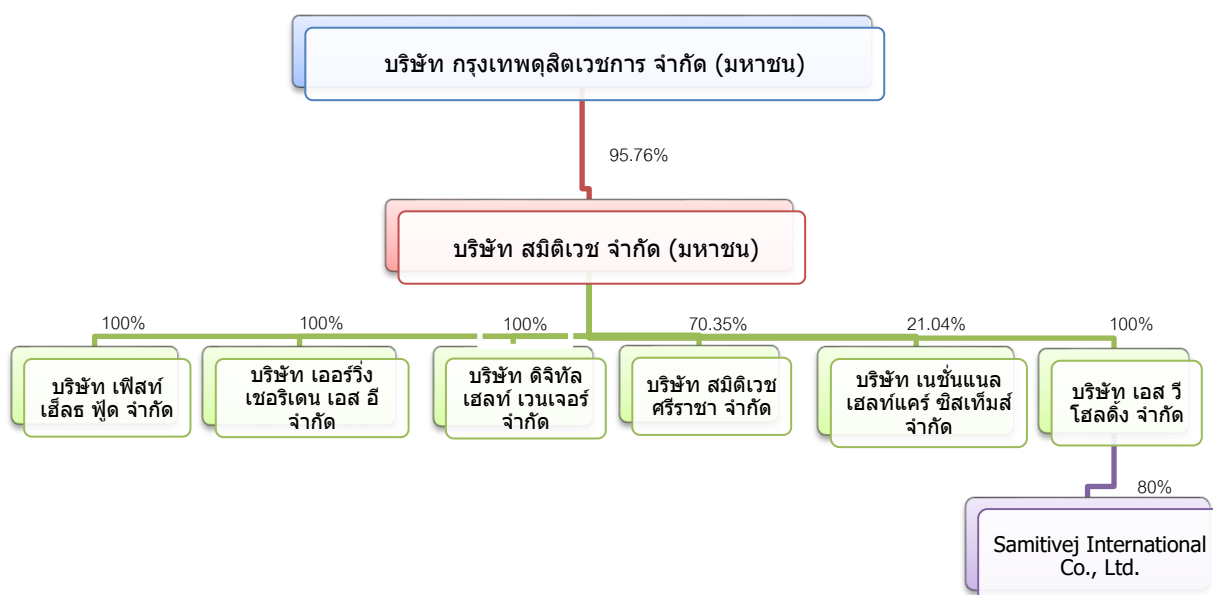 บริษัท กรุงเทพดุสิตเวชการ จำกัด (มหาชน)
95.76%
บริษัท สมิติเวช จำกัด (มหาชน)
100%
100%
100%
70.35%
21.04%
100%
บริษัท เฟิสท์
เฮ็ลธ ฟู้ด จำกัด
บริษัท เออร์วิ่ง
เชอริเดน เอส อี
จำกัด
บริษัท ดิจิทัล
เฮลท์ เวนเจอร์
จำกัด
บริษัท สมิติเวช
ศรีราชา จำกัด
บริษัท เนชั่นแนล
เฮลท์แคร์ ซิสเท็มส์
จำกัด
บริษัท เอส วี
โฮลดิ้ง จำกัด
80%
Samitivej International
Co., Ltd.